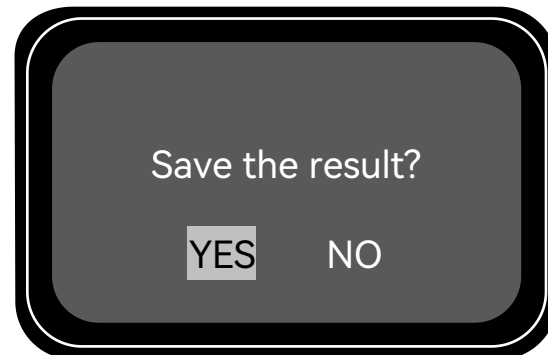 Save the result?
YES NO